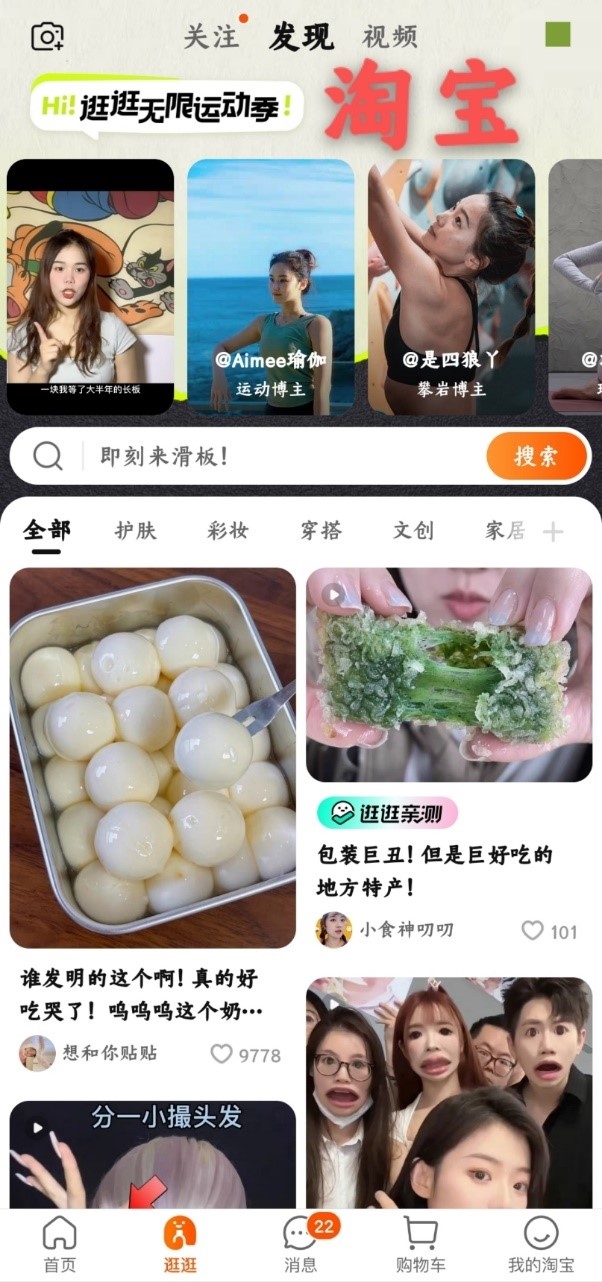 关注 发现 视频
Hi! 逛逛无限运动季!
淘宝
一块我等了大半年的长板
@Aimee瑜伽
运动博主
@是四狼丫
攀岩博主
即刻来滑板! 搜索
全部 护肤 彩妆 穿搭 文创 家居
逛逛亲测
包装巨丑!但是巨好吃的
地方特产!
小食神叨叨 101
谁发明的这个啊!真的好
吃哭了!呜呜呜这个奶…
想和你贴贴 9778
分一小撮头发
22
首页 逛逛 消息 购物车 我的淘宝